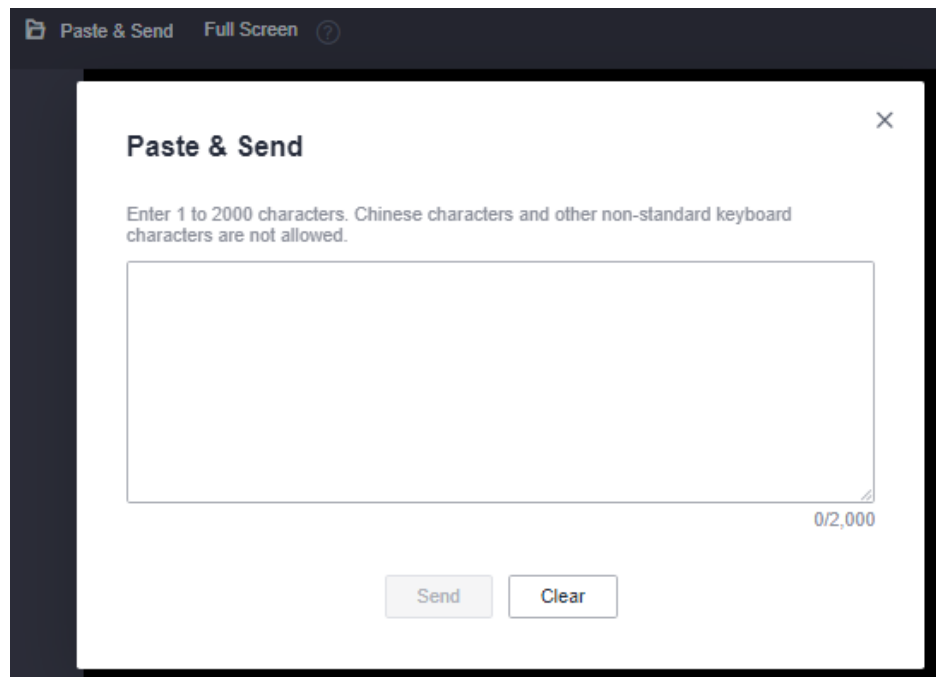 Paste & Send Full Screen ?
Paste & Send
Enter 1 to 2000 characters. Chinese characters and other non-standard keyboard
characters are not allowed.
0/2,000
Send Clear